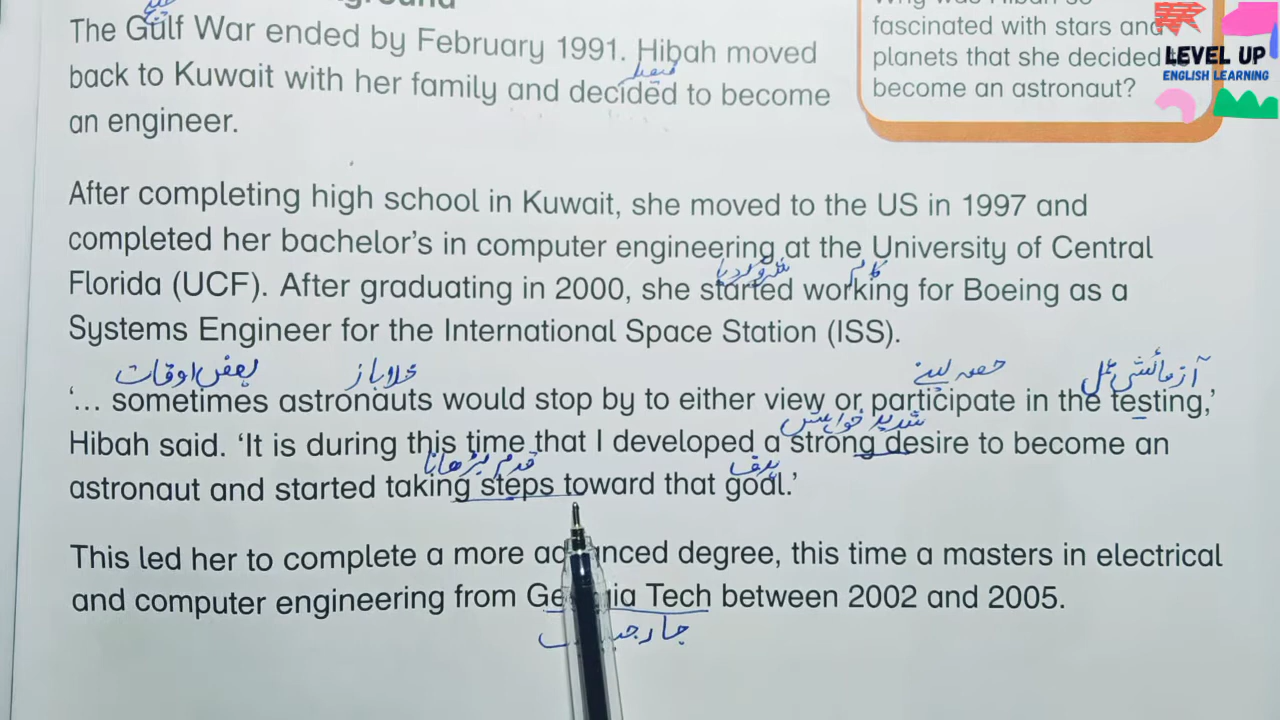 The Gulf War ended by February 1991. Hibah moved
back to Kuwait with her family and decided to become
فیصلہ
an engineer.
fascinated with stars and
planets that she decided
become an astronaut?
LEVEL UP
ENGLISH LEARNING
After completing high school in Kuwait, she moved to the US in 1997 and
completed her bachelor's in computer engineering at the University of Central
شروع کر دیا کام
Florida (UCF). After graduating in 2000, she started working for Boeing as a
Systems Engineer for the International Space Station (ISS).
بعض اوقات خلاباز حصہ لینے آزمائشی عمل
'... sometimes astronauts would stop by to either view or participate in the testing,'
شدید خواہش
Hibah said. 'It is during this time that I developed a strong desire to become an
قدم بڑھانا ہدف
astronaut and started taking steps toward that goal.'
This led her to complete a more advanced degree, this time a masters in electrical
and computer engineering from Georgia Tech between 2002 and 2005.